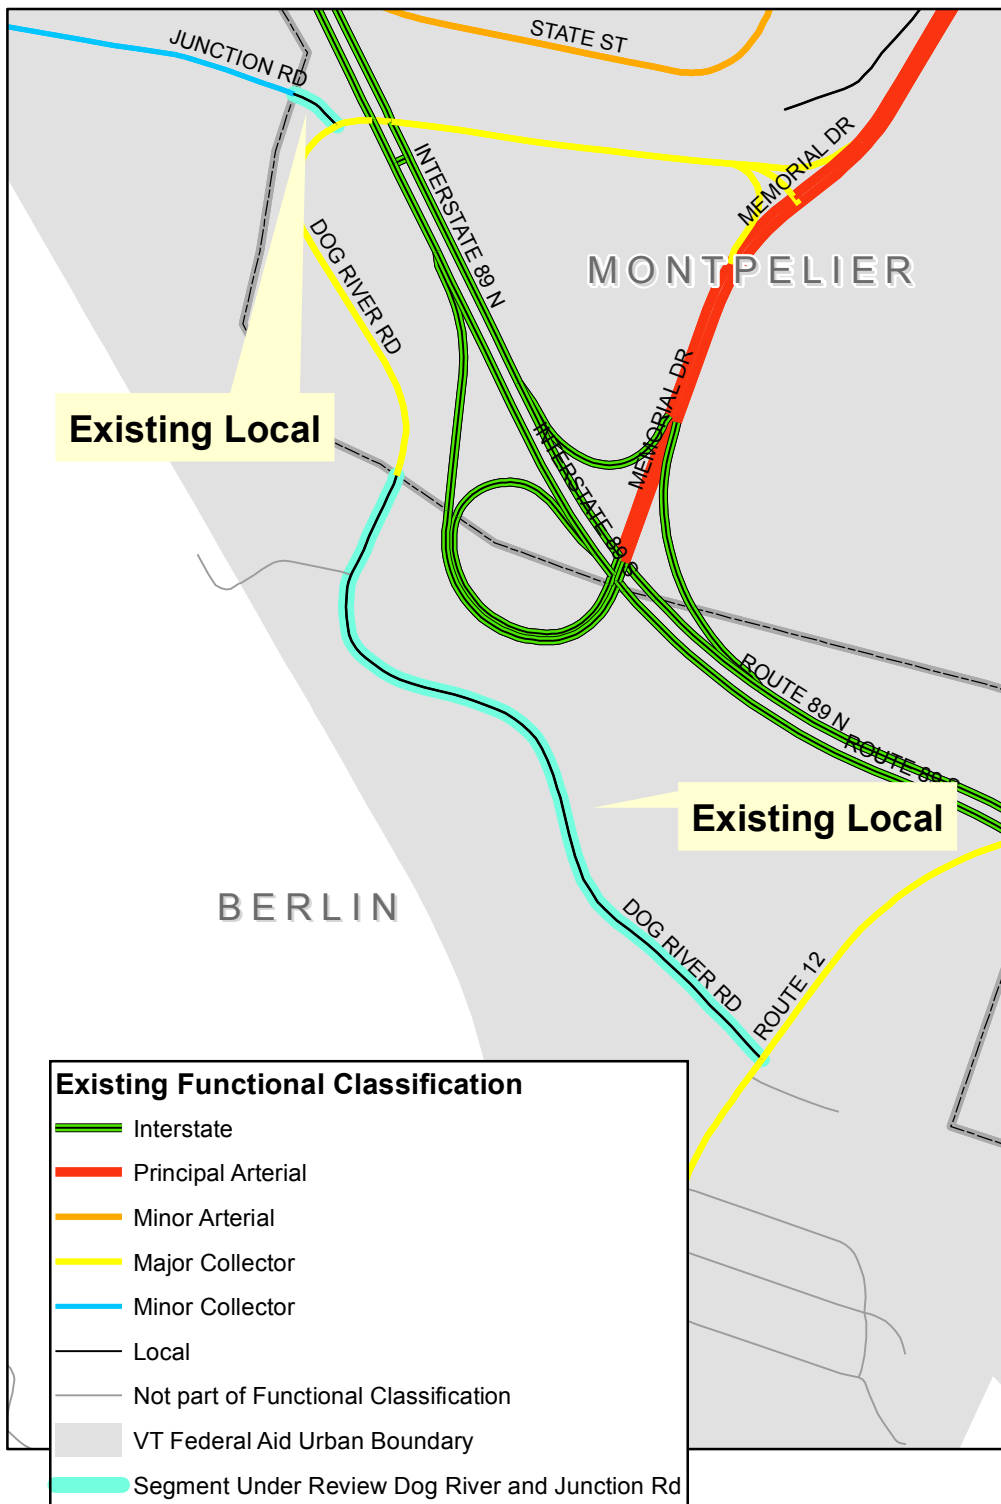 JUNCTION RD
STATE ST
MEMORIAL DR
INTERSTATE 89 N
DOG RIVER RD
MONTPELIER
MEMORIAL DR
Existing Local
INTERSTATE 89 S
ROUTE 89 N
ROUTE 89 S
Existing Local
BERLIN
DOG RIVER RD
ROUTE 12
Existing Functional Classification
Interstate
Principal Arterial
Minor Arterial
Major Collector
Minor Collector
Local
Not part of Functional Classification
VT Federal Aid Urban Boundary
Segment Under Review Dog River and Junction Rd